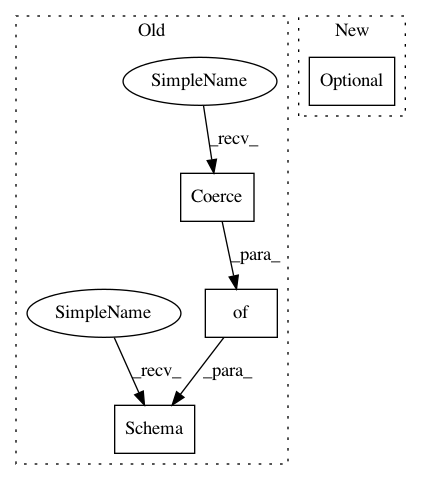 Old
New
SimpleName
Optional
_recv_
Coerce
_para_
SimpleName
of
_recv_
_para_
Schema